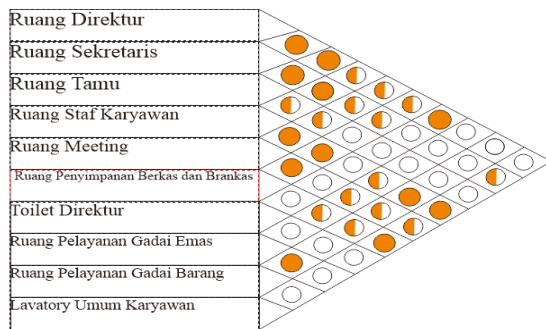 Ruang Direktur
Ruang Sekretaris
Ruang Tamu
Ruang Staf Karyawan
Ruang Meeting
Ruang Penyimpanan Berkas dan Brankas
Toilet Direktur
Ruang Pelayanan Gadai Emas
Ruang Pelayanan Gadai Barang
Lavatory Umum Karyawan